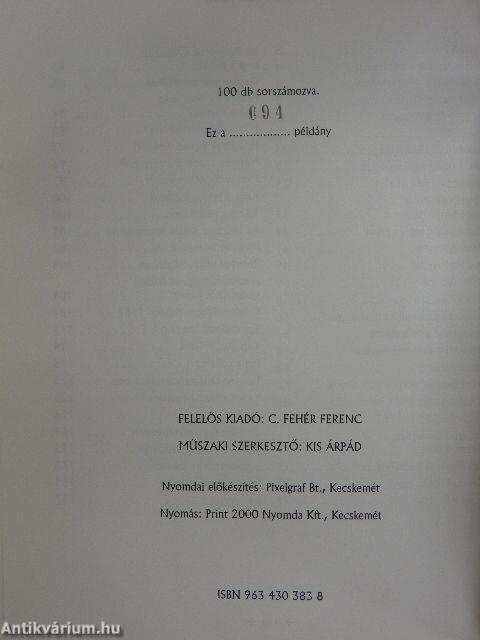 100 db sorszámozva.
094
Ez a .................. példány
FELELŐS KIADÓ: C. FEHÉR FERENC
MŰSZAKI SZERKESZTŐ: KIS ÁRPÁD
Nyomdai előkészítés: Pixelgraf Bt., Kecskemét
Nyomás: Print 2000 Nyomda Kft., Kecskemét
ISBN 963 430 383 8
Antikvárium.hu